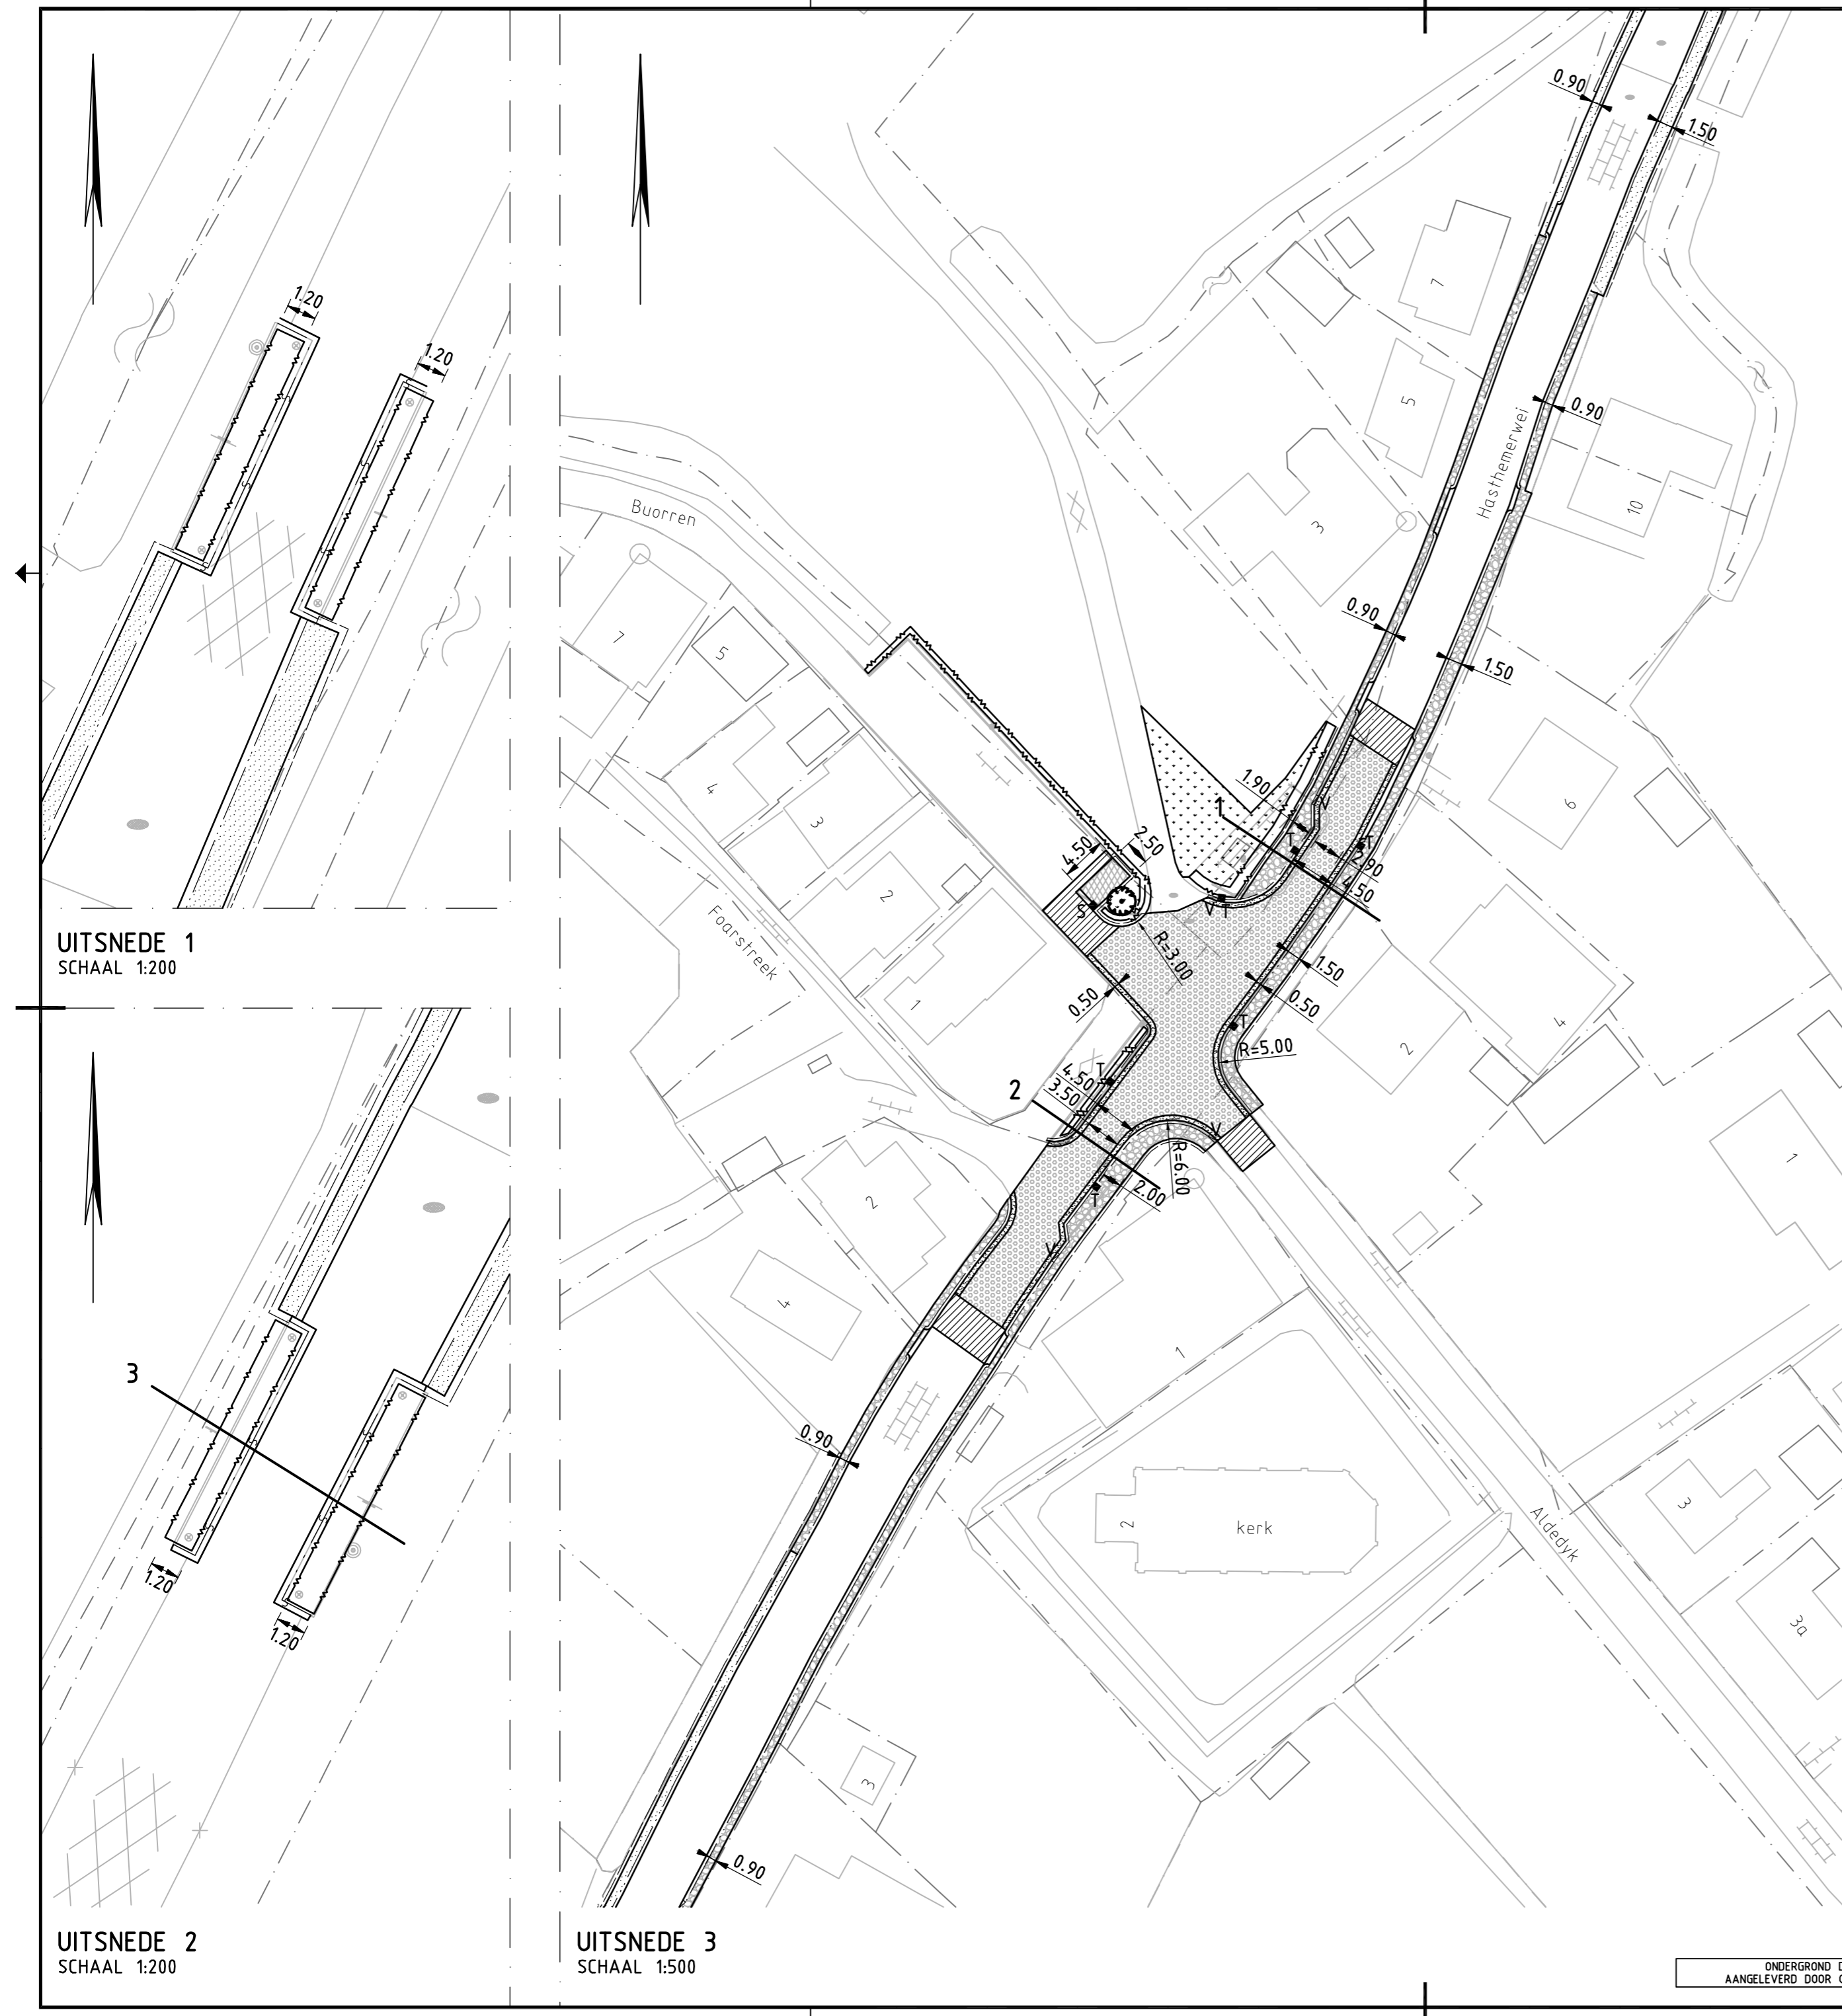 1.20
1.20
UITSNEDE 1
SCHAAL 1:200
3
1.20
1.20
UITSNEDE 2
SCHAAL 1:200
0.90
1.50
7
5
Hasthemerwei
0.90
10
3
Buorren
1
5
0.90
1.50
4
3
2
1
Foarstreek
6
1.90
1
V
T
T
2.90
4.50
2.50
4.50
S
V T
R=3.00
1.50
0.50
0.50
T
R=5.00
4
2
T
4.50
3.50
2
V
R=6.00
2.00
T
V
2
4
1
1
0.90
2
kerk
Aldedyk
3
3a
3
0.90
UITSNEDE 3
SCHAAL 1:500
ONDERGROND D
AANGELEVERD DOOR